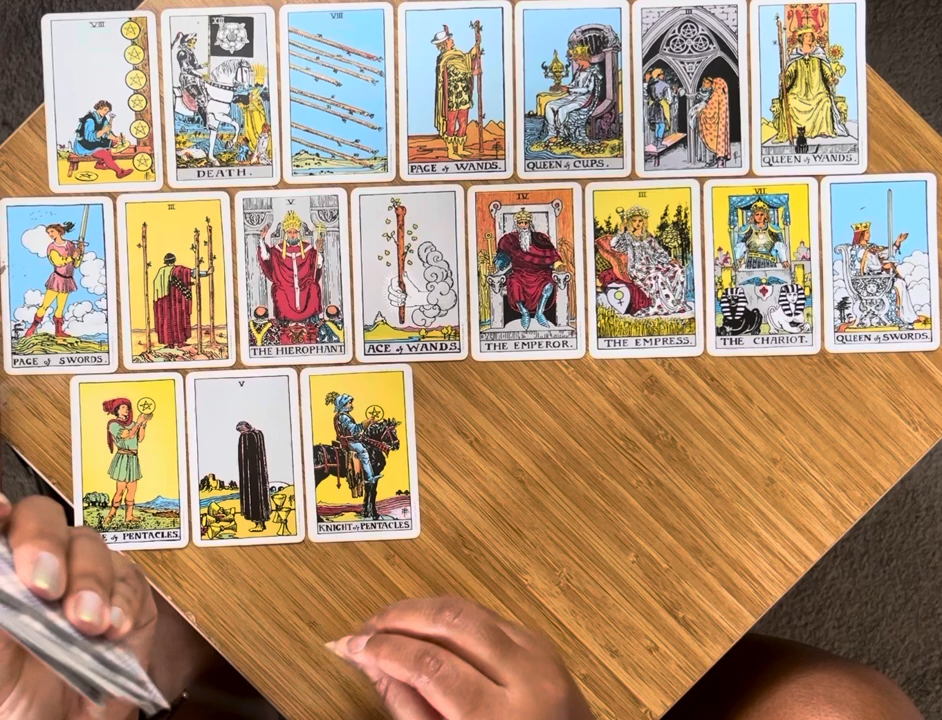 VIII
XIII
DEATH.
VIII
PAGE of WANDS.
QUEEN of CUPS.
III
QUEEN of WANDS.
PAGE of SWORDS.
III
V
THE HIEROPHANT
ACE of WANDS.
IV
THE EMPEROR.
III
THE EMPRESS.
VII
THE CHARIOT.
QUEEN of SWORDS.
E of PENTACLES.
V
KNIGHT of PENTACLES